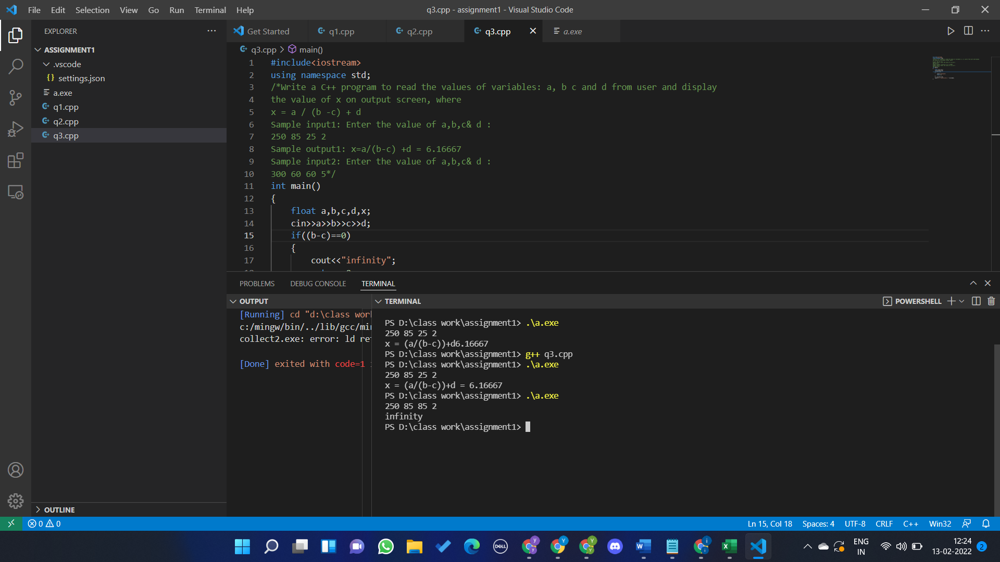 File Edit Selection View Go Run Terminal Help
q3.cpp - assignment1 - Visual Studio Code
EXPLORER
ASSIGNMENT1
.vscode
{} settings.json
a.exe
q1.cpp
q2.cpp
q3.cpp
OUTLINE
Get Started q1.cpp q2.cpp q3.cpp a.exe
q3.cpp > main()
1 #include<iostream>
2 using namespace std;
3 /*Write a C++ program to read the values of variables: a, b c and d from user and display
4 the value of x on output screen, where
5 x = a / (b -c) + d
6 Sample input1: Enter the value of a,b,c& d :
7 250 85 25 2
8 Sample output1: x=a/(b-c) +d = 6.16667
9 Sample input2: Enter the value of a,b,c& d :
10 300 60 60 5*/
11 int main()
12 {
13 float a,b,c,d,x;
14 cin>>a>>b>>c>>d;
15 if((b-c)==0)
16 {
17 cout<<"infinity";
PROBLEMS DEBUG CONSOLE TERMINAL
OUTPUT
[Running] cd "d:\class work
c:/mingw/bin/../lib/gcc/min
collect2.exe: error: ld ret
[Done] exited with code=1
TERMINAL
POWERSHELL
PS D:\class work\assignment1> .\a.exe
250 85 25 2
x = (a/(b-c))+d6.16667
PS D:\class work\assignment1> g++ q3.cpp
PS D:\class work\assignment1> .\a.exe
250 85 25 2
x = (a/(b-c))+d = 6.16667
PS D:\class work\assignment1> .\a.exe
250 85 85 2
infinity
PS D:\class work\assignment1>
0 0
Ln 15, Col 18 Spaces: 4 UTF-8 CRLF C++ Win32
DELL
ENG
IN
12:24
13-02-2022
2